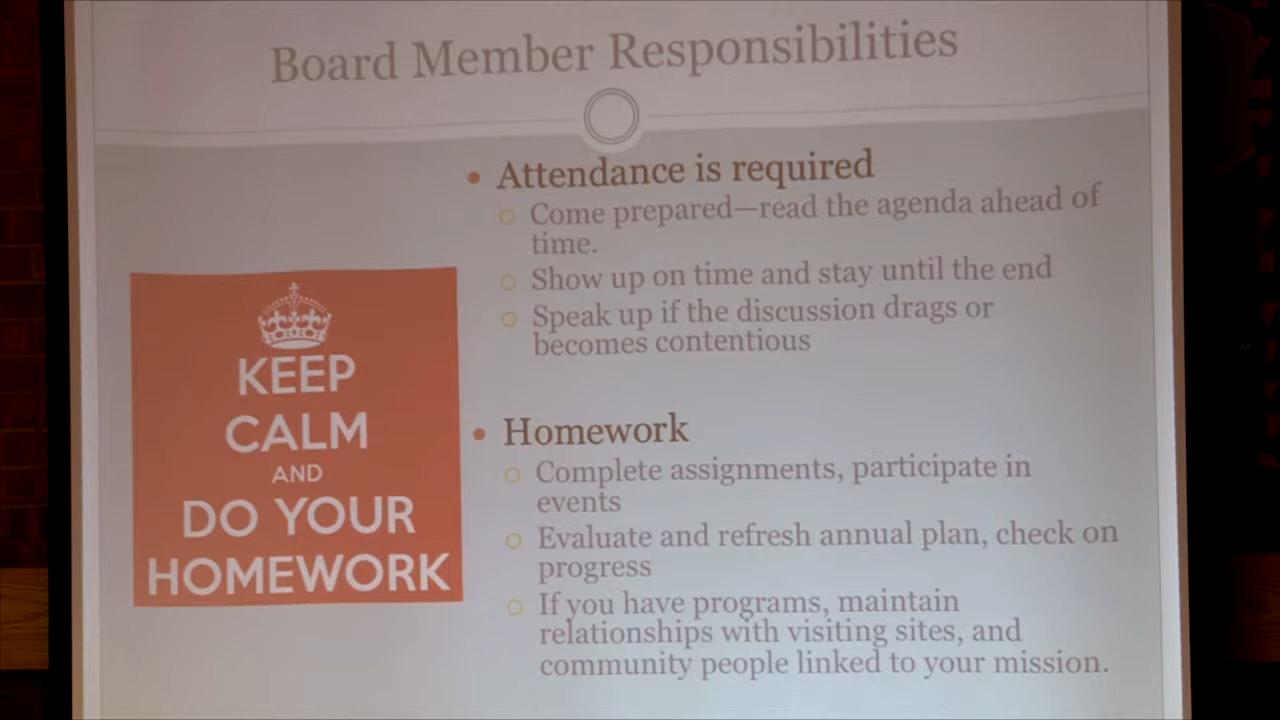 Board Member Responsibilities
• Attendance is required
○ Come prepared—read the agenda ahead of
time.
○ Show up on time and stay until the end
○ Speak up if the discussion drags or
becomes contentious
KEEP
CALM
AND
DO YOUR
HOMEWORK
• Homework
○ Complete assignments, participate in
events
○ Evaluate and refresh annual plan, check on
progress
○ If you have programs, maintain
relationships with visiting sites, and
community people linked to your mission.